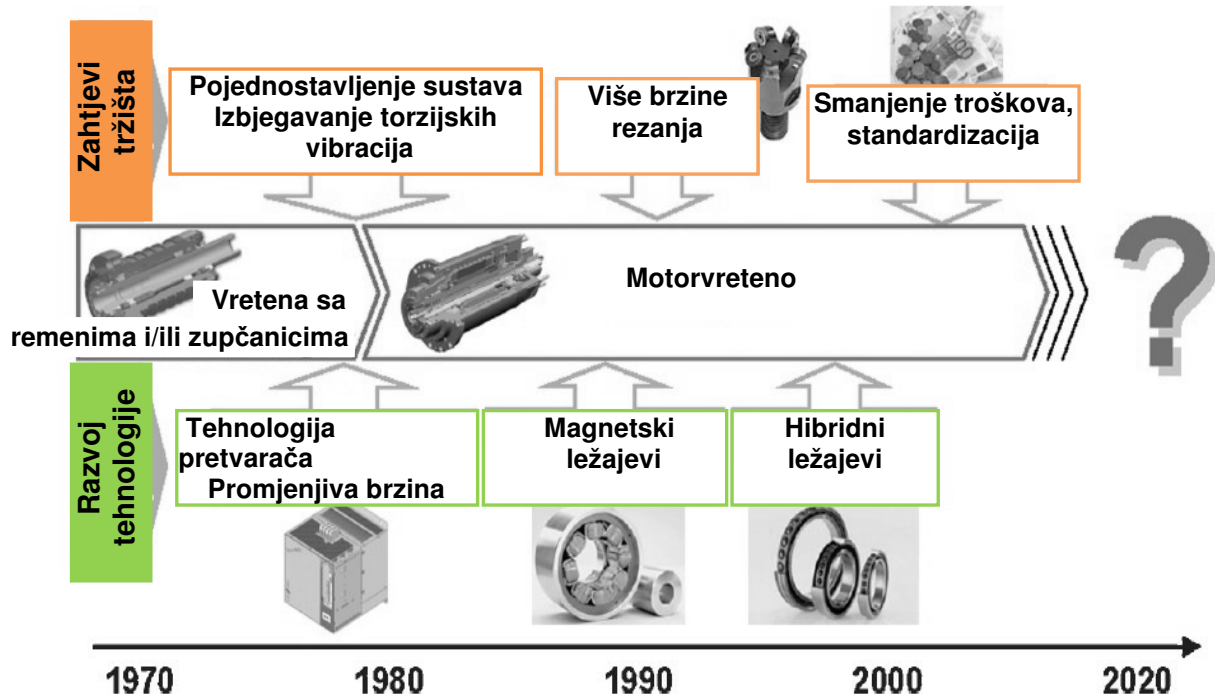 Zahtjevi
tržišta
Pojednostavljenje sustava
Izbjegavanje torzijskih
vibracija
Više brzine
rezanja
Smanjenje troškova,
standardizacija
100
Vretena sa
remenima i/ili zupčanicima
Motorvreteno
?
Razvoj
tehnologije
Tehnologija
pretvarača
Promjenjiva brzina
Magnetski
ležajevi
Hibridni
ležajevi
1970 1980 1990 2000 2020